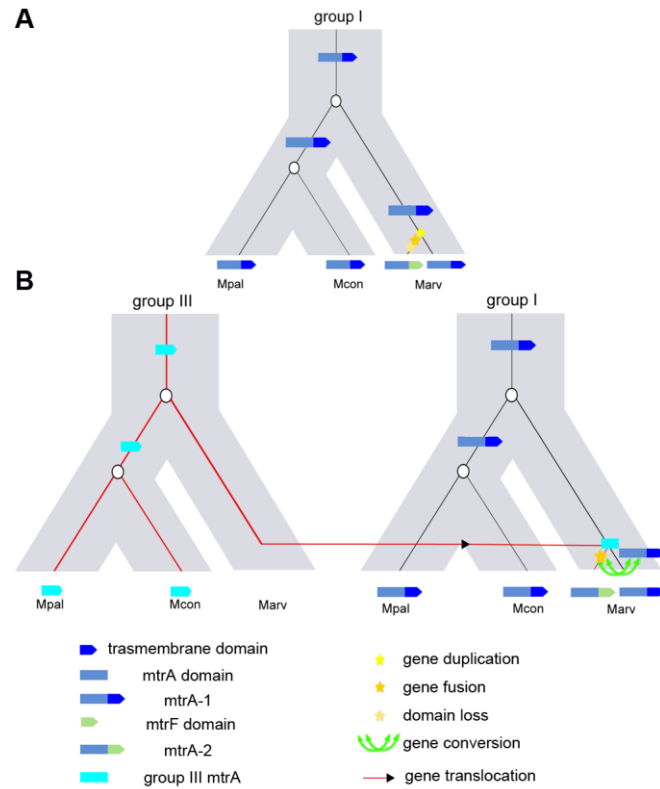 A
group I
Mpal
Mcon
Marv
B
group III
group I
Mpal
Mcon
Marv
Mpal
Mcon
Marv
trasmembrane domain
mtrA domain
mtrA-1
mtrF domain
mtrA-2
group III mtrA
gene duplication
gene fusion
domain loss
gene conversion
gene translocation